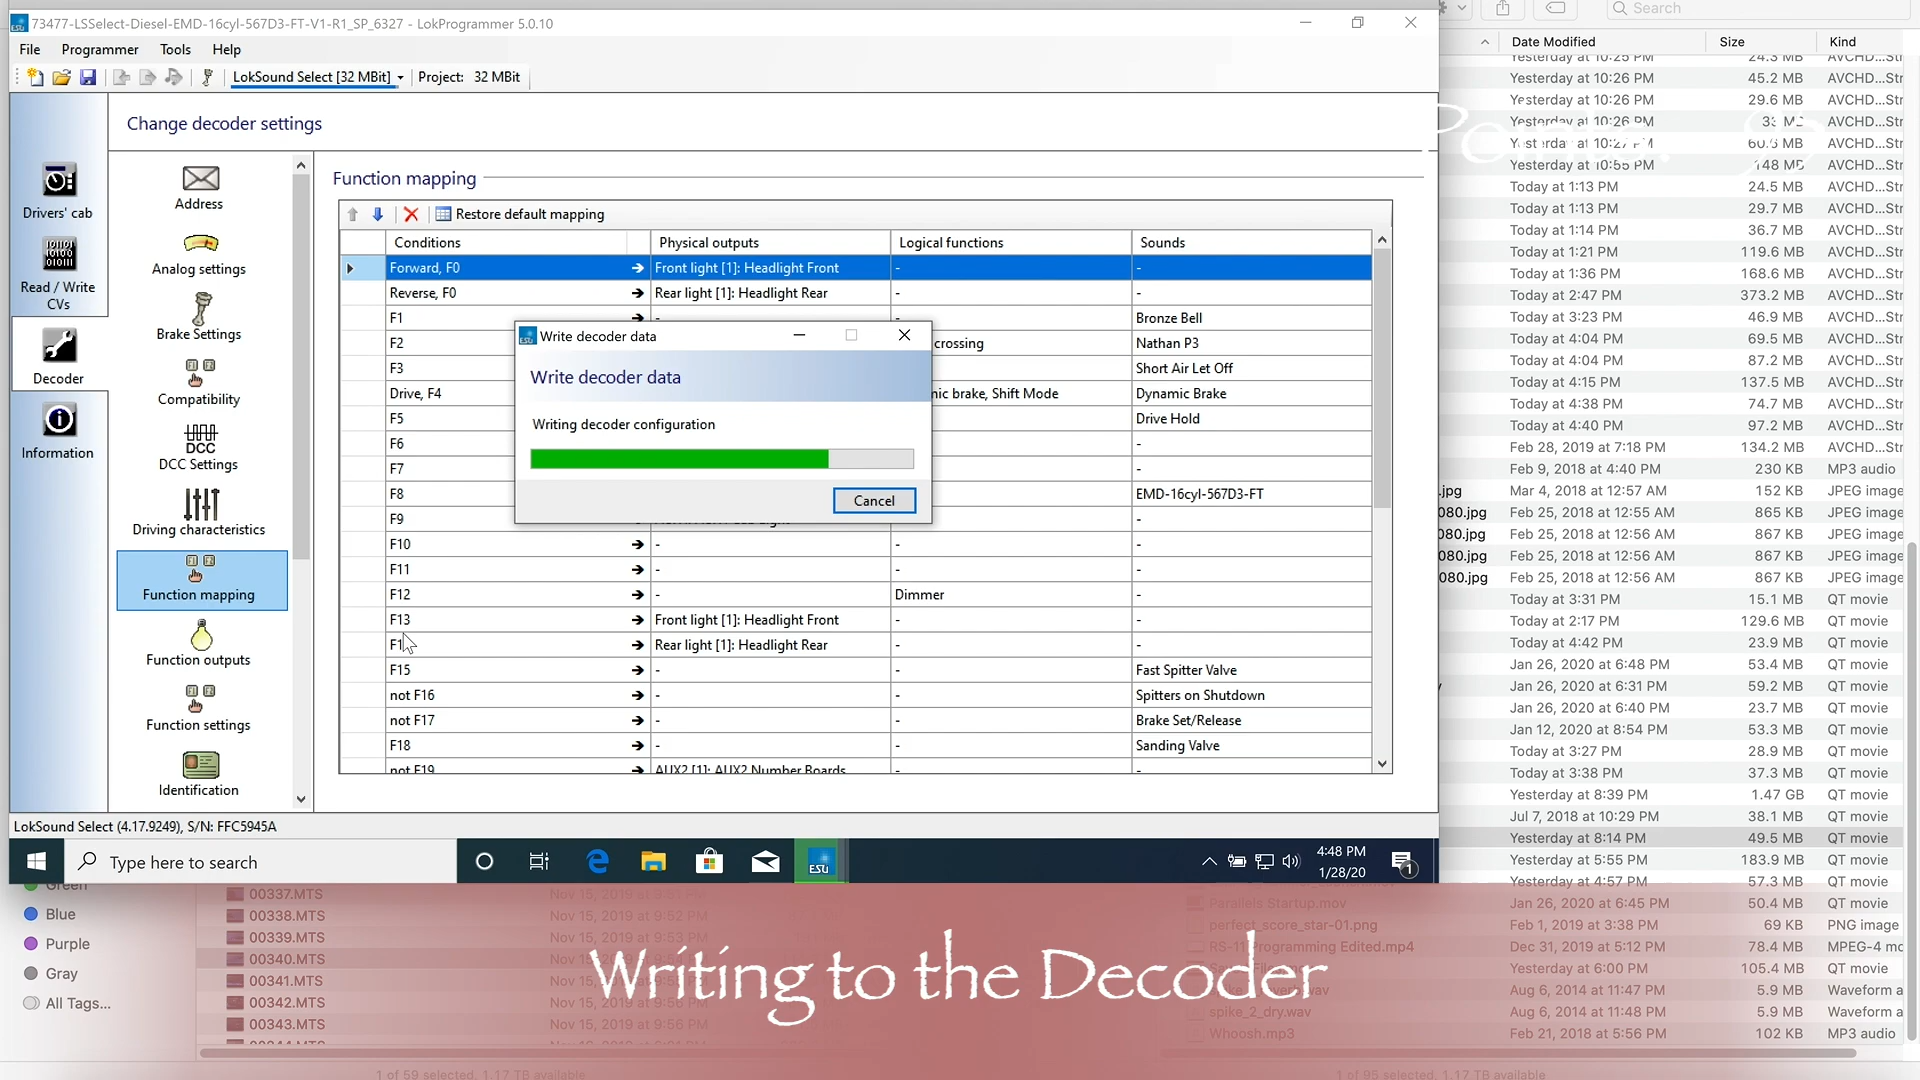 73477-LSSelect-Diesel-EMD-16cyl-567D3-FT-V1-R1_SP_6327 - LokProgrammer 5.0.10
File Programmer Tools Help
LokSound Select [32 MBit] Project: 32 MBit
Search
Drivers' cab
Read / Write
CVs
Decoder
Information
Change decoder settings
Address
Analog settings
Brake Settings
Compatibility
DCC
DCC Settings
Driving characteristics
Function mapping
Function outputs
Function settings
Identification
Function mapping
Restore default mapping
Conditions Physical outputs Logical functions Sounds
Forward, F0 Front light [1]: Headlight Front - -
Reverse, F0 Rear light [1]: Headlight Rear - -
F1 - - Bronze Bell
F2 crossing Nathan P3
F3 Short Air Let Off
Drive, F4 brake, Shift Mode Dynamic Brake
F5 Drive Hold
F6 -
F7 -
F8 EMD-16cyl-567D3-FT
F9 -
F10 - - -
F11 - - -
F12 - Dimmer -
F13 Front light [1]: Headlight Front - -
Rear light [1]: Headlight Rear - -
F15 - - Fast Spitter Valve
not F16 - - Spitters on Shutdown
not F17 - - Brake Set/Release
F18 - - Sanding Valve
not F19 AUX2 [1]: AUX2 Number Boards - -
Write decoder data
Write decoder data
Writing decoder configuration
Cancel
LokSound Select (4.17.9249), S/N: FFC5945A
Type here to search
ESU
4:48 PM
1/28/20
1
Date Modified Size Kind
Yesterday at 10:25 PM 24.3 MB AVCHD...Str
Yesterday at 10:26 PM 45.2 MB AVCHD...Str
Yesterday at 10:26 PM 29.6 MB AVCHD...Str
Yesterday at 10:26 PM AVCHD...Str
Yesterday at 10:27 PM 60.6 MB AVCHD...Str
Yesterday at 10:55 PM 148 MB AVCHD...Str
Today at 1:13 PM 24.5 MB AVCHD...Str
Today at 1:13 PM 29.7 MB AVCHD...Str
Today at 1:14 PM 36.7 MB AVCHD...Str
Today at 1:21 PM 119.6 MB AVCHD...Str
Today at 1:36 PM 168.6 MB AVCHD...Str
Today at 2:47 PM 373.2 MB AVCHD...Str
Today at 3:23 PM 46.9 MB AVCHD...Str
Today at 4:04 PM 69.5 MB AVCHD...Str
Today at 4:04 PM 87.2 MB AVCHD...Str
Today at 4:15 PM 137.5 MB AVCHD...Str
Today at 4:38 PM 74.7 MB AVCHD...Str
Today at 4:40 PM 97.2 MB AVCHD...Str
Feb 28, 2019 at 7:18 PM 134.2 MB AVCHD...Str
Feb 9, 2018 at 4:40 PM 230 KB MP3 audio
.jpg Mar 4, 2018 at 12:57 AM 152 KB JPEG image
080.jpg Feb 25, 2018 at 12:55 AM 865 KB JPEG image
080.jpg Feb 25, 2018 at 12:56 AM 867 KB JPEG image
080.jpg Feb 25, 2018 at 12:56 AM 867 KB JPEG image
080.jpg Feb 25, 2018 at 12:56 AM 867 KB JPEG image
Today at 3:31 PM 15.1 MB QT movie
Today at 2:17 PM 129.6 MB QT movie
Today at 4:42 PM 23.9 MB QT movie
Jan 26, 2020 at 6:48 PM 53.4 MB QT movie
Jan 26, 2020 at 6:31 PM 59.2 MB QT movie
Jan 26, 2020 at 6:40 PM 23.7 MB QT movie
Jan 12, 2020 at 8:54 PM 53.3 MB QT movie
Today at 3:27 PM 28.9 MB QT movie
Today at 3:38 PM 37.3 MB QT movie
Yesterday at 8:39 PM 1.47 GB QT movie
Jul 7, 2018 at 10:29 PM 38.1 MB QT movie
Yesterday at 8:14 PM 49.5 MB QT movie
Yesterday at 5:55 PM 183.9 MB QT movie
Yesterday at 4:57 PM 57.3 MB QT movie
Parallels Startup.mov Jan 26, 2020 at 6:45 PM 50.4 MB QT movie
perfect_score_star-01.png Feb 1, 2019 at 3:38 PM 69 KB PNG image
RS-11 Programming Edited.mp4 Dec 31, 2019 at 5:12 PM 78.4 MB MPEG-4 mo
Yesterday at 6:00 PM 105.4 MB QT movie
Aug 6, 2014 at 11:47 PM 5.9 MB Waveform a
spike_2_dry.wav Aug 6, 2014 at 11:48 PM 5.9 MB Waveform a
Whoosh.mp3 Feb 21, 2018 at 5:56 PM 102 KB MP3 audio
Green
Blue
Purple
Gray
All Tags...
00337.MTS
00338.MTS Nov 15, 2019 at 9:52 PM
00339.MTS Nov 15, 2019 at 9:53 PM
00340.MTS
00341.MTS
00342.MTS
00343.MTS Nov 15, 2019 at 9:56 PM
Writing to the Decoder
1 of 59 selected, 1.17 TB available
1 of 95 selected, 1.17 TB available